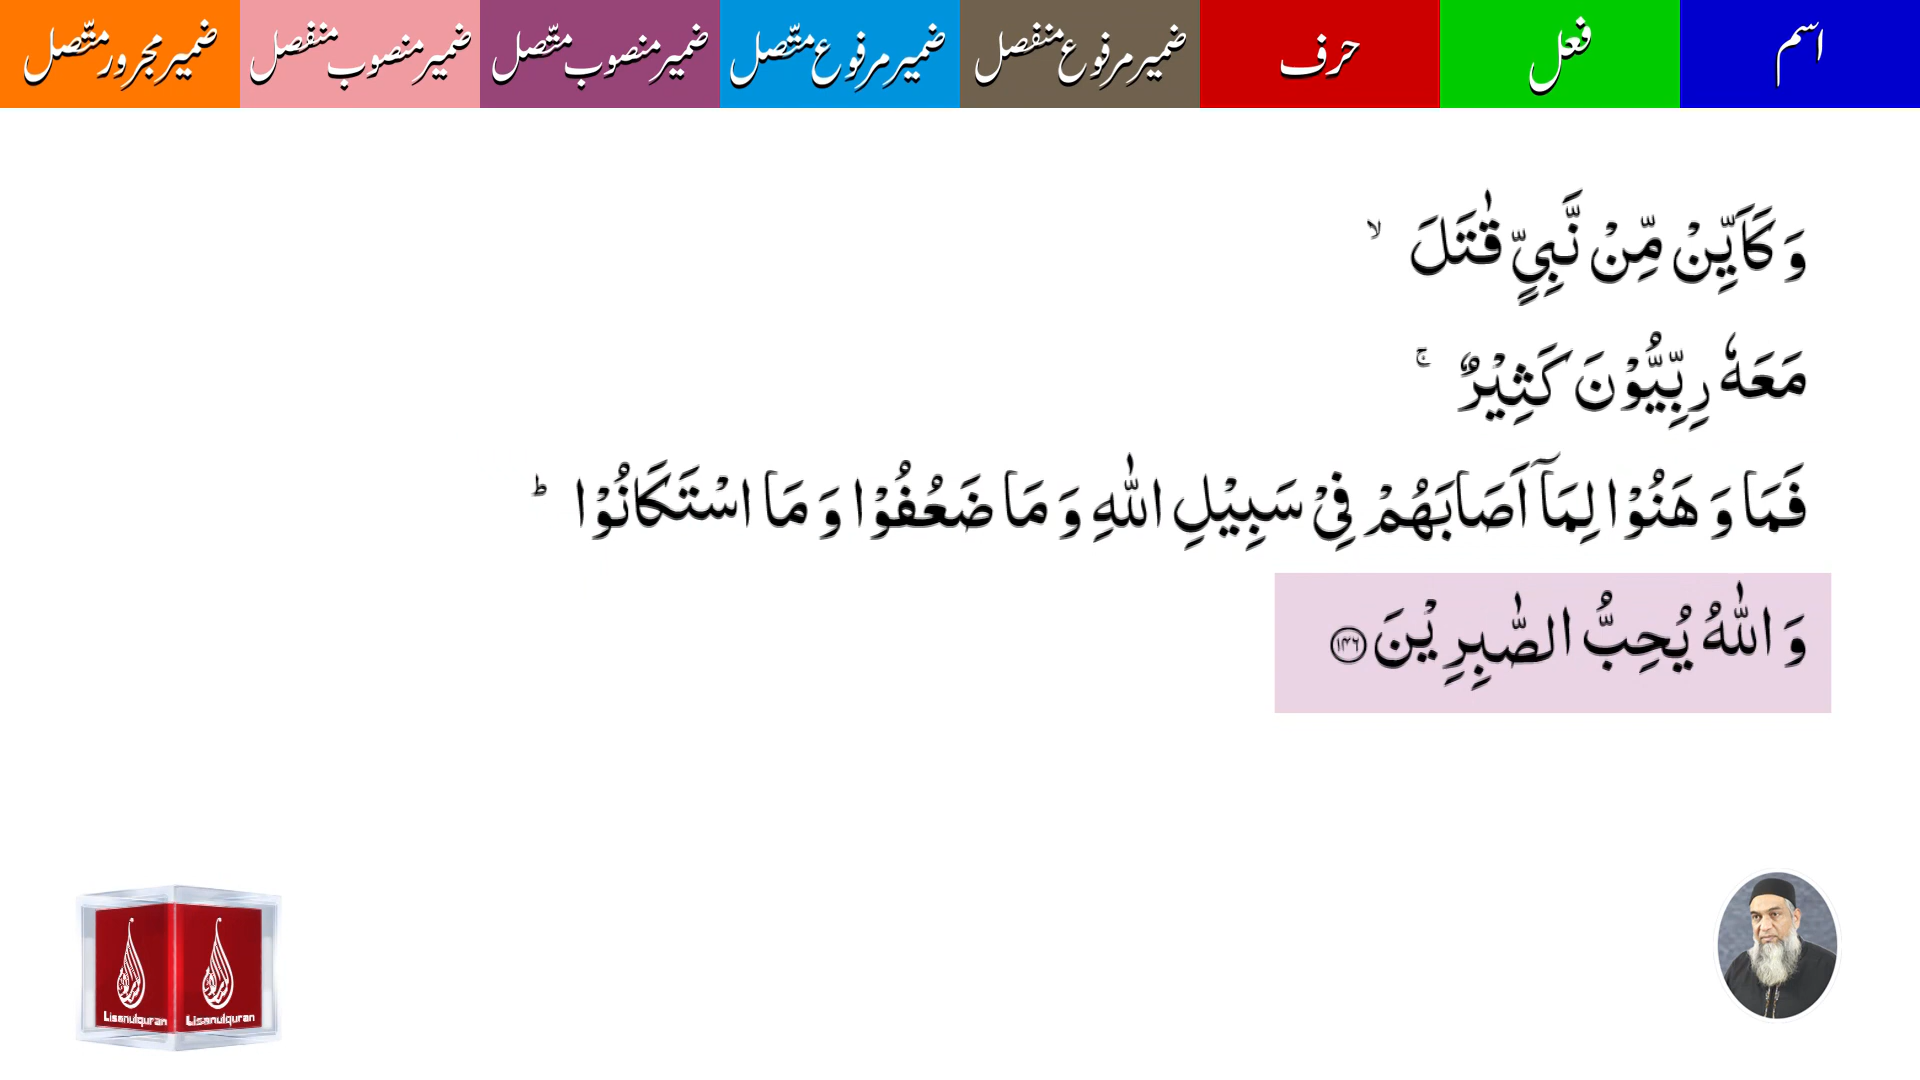 اسم
فعل
حرف
ضمیر مرفوع منفصل
ضمیر مرفوع متّصل
ضمیر منصوب متّصل
ضمیر منصوب منفصل
ضمیر مجرور متّصل
وَ كَاَیِّنْ مِّنْ نَّبِیٍّ قٰتَلَ ۙ
مَعَهٗ رِبِّیُّوْنَ كَثِیْرٌ ۚ
فَمَا وَ هَنُوْا لِمَاۤ اَصَابَهُمْ فِیْ سَبِیْلِ اللّٰهِ وَ مَا ضَعُفُوْا وَ مَا اسْتَكَانُوْا ؕ
وَ اللّٰهُ یُحِبُّ الصّٰبِرِیْنَ ۝۱۴۶
Lisanulquran Lisanulquran